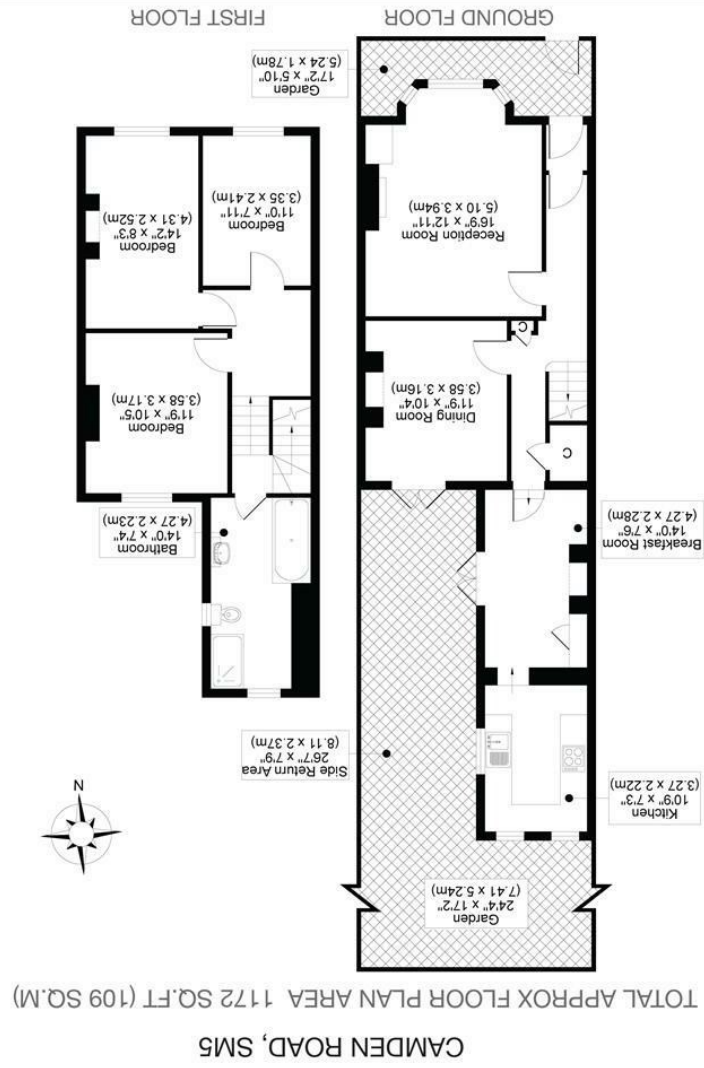 CAMDEN ROAD, SM5
TOTAL APPROX FLOOR PLAN AREA 1172 SQ.FT (109 SQ.M)
Garden
24'4" x 17'2"
(7.41 x 5.24m)
Kitchen
10'9" x 7'3"
(3.27 x 2.22m)
Side Return Area
26'7" x 7'9"
(8.11 x 2.37m)
N
Breakfast Room
14'0" x 7'6"
(4.27 x 2.28m)
C
Dining Room
11'9" x 10'4"
(3.58 x 3.16m)
C
Reception Room
16'9" x 12'11"
(5.10 x 3.94m)
Garden
17'2" x 5'10"
(5.24 x 1.78m)
Bathroom
14'0" x 7'4"
(4.27 x 2.23m)
Bedroom
11'9" x 10'5"
(3.58 x 3.17m)
Bedroom
11'0" x 7'11"
(3.35 x 2.41m)
Bedroom
14'2" x 8'3"
(4.31 x 2.52m)
GROUND FLOOR
FIRST FLOOR